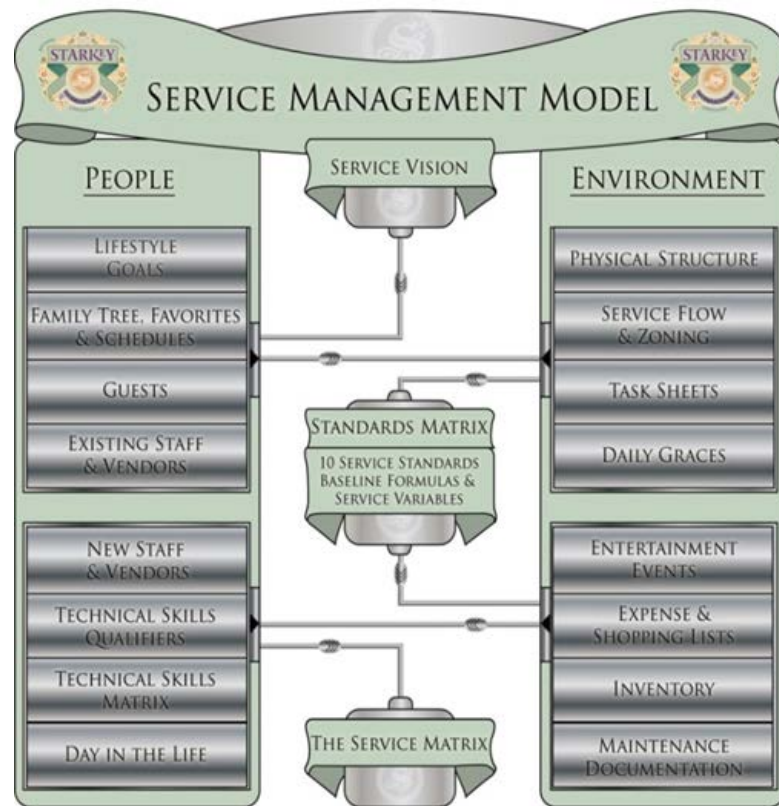 STARKEY
STARKEY
SERVICE MANAGEMENT MODEL
PEOPLE
LIFESTYLE
GOALS
FAMILY TREE, FAVORITES
& SCHEDULES
GUESTS
EXISTING STAFF
& VENDORS
NEW STAFF
& VENDORS
TECHNICAL SKILLS
QUALIFIERS
TECHNICAL SKILLS
MATRIX
DAY IN THE LIFE
SERVICE VISION
STANDARDS MATRIX
10 SERVICE STANDARDS
BASELINE FORMULAS &
SERVICE VARIABLES
THE SERVICE MATRIX
ENVIRONMENT
PHYSICAL STRUCTURE
SERVICE FLOW
& ZONING
TASK SHEETS
DAILY GRACES
ENTERTAINMENT
EVENTS
EXPENSE &
SHOPPING LISTS
INVENTORY
MAINTENANCE
DOCUMENTATION